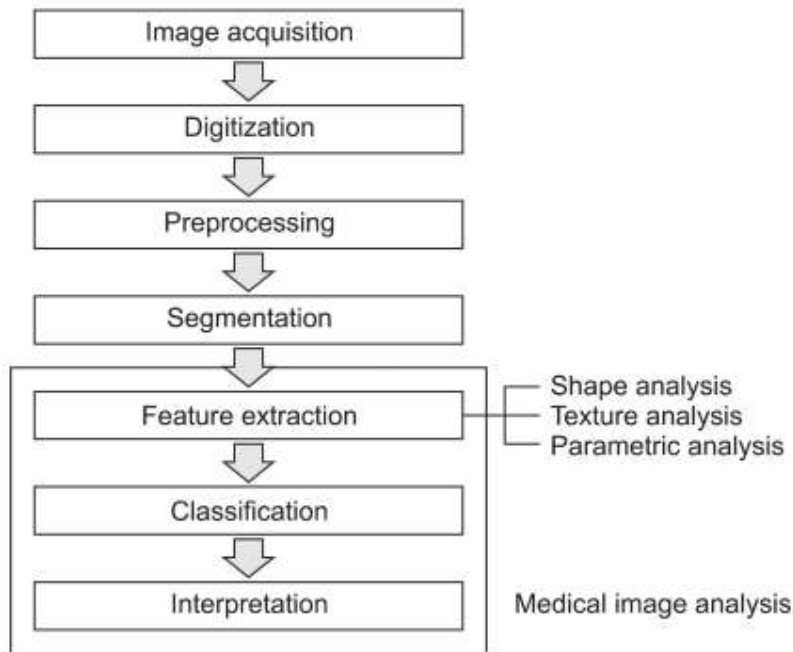 Image acquisition
Digitization
Preprocessing
Segmentation
Feature extraction
Shape analysis
Texture analysis
Parametric analysis
Classification
Interpretation
Medical image analysis